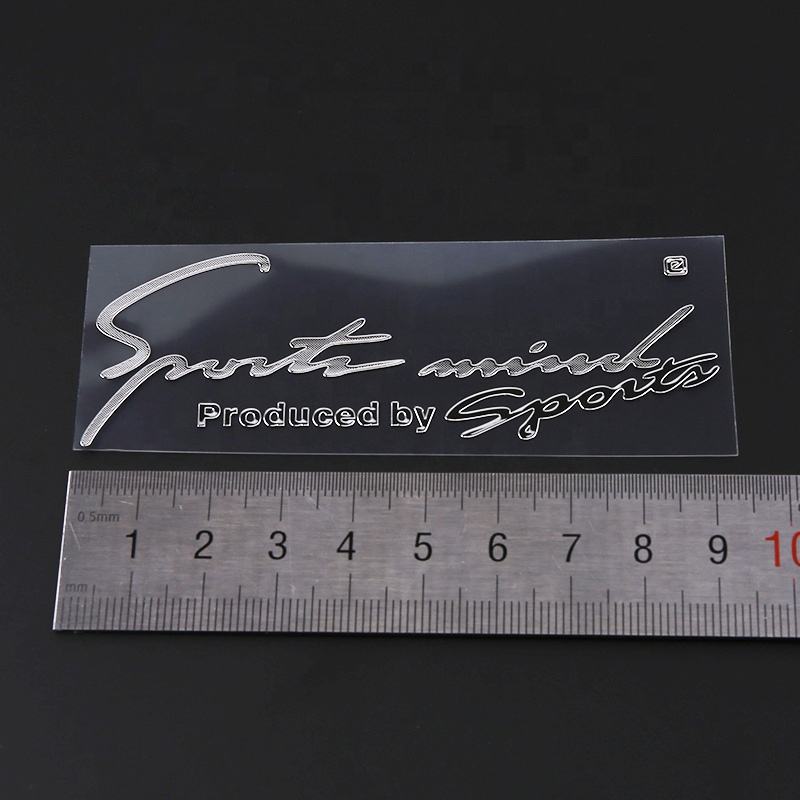 Sports mind
Produced by Sports
0.5mm
1 2 3 4 5 6 7 8 9 10
mm